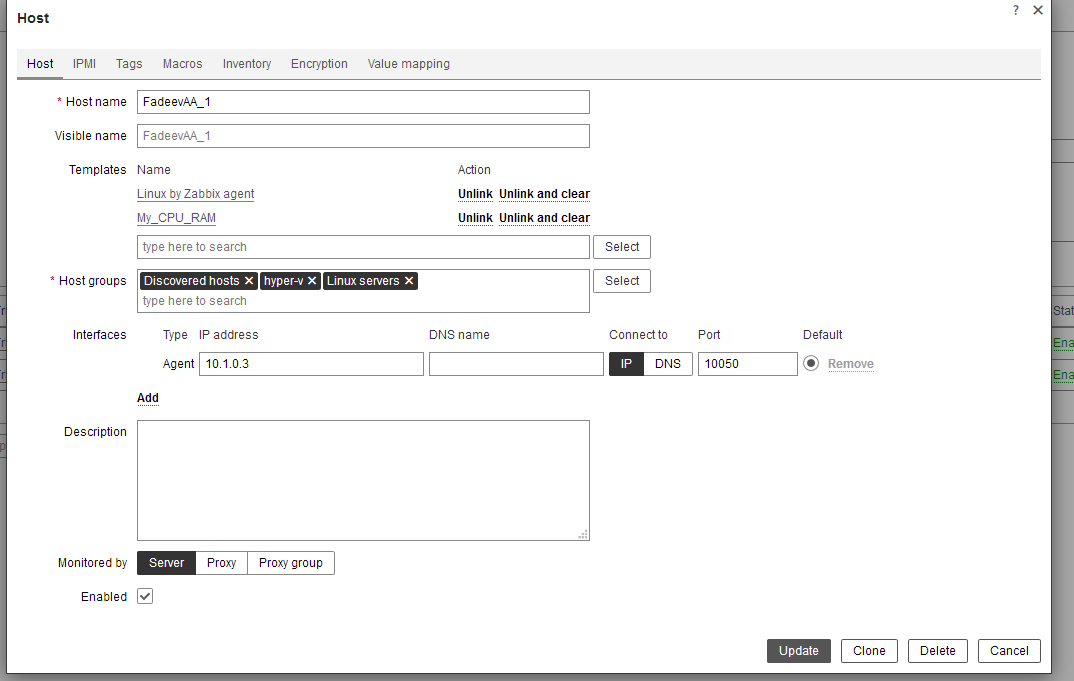 Host
?
Host IPMI Tags Macros Inventory Encryption Value mapping
* Host name FadeevAA_1
Visible name FadeevAA_1
Templates Name Action
Linux by Zabbix agent Unlink Unlink and clear
My_CPU_RAM Unlink Unlink and clear
type here to search Select
* Host groups Discovered hosts hyper-v Linux servers Select
type here to search
Interfaces Type IP address DNS name Connect to Port Default
Agent 10.1.0.3 IP DNS 10050 Remove
Add
Description
Monitored by Server Proxy Proxy group
Enabled
Update Clone Delete Cancel
Stat
Ena
Ena